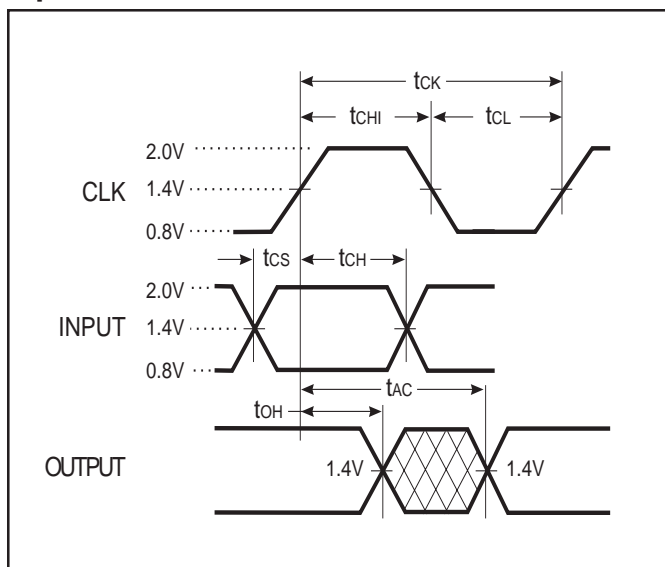 tCK
tCHI
tCL
2.0V
CLK
1.4V
0.8V
tCS
tCH
2.0V
INPUT
1.4V
0.8V
tAC
tOH
OUTPUT
1.4V
1.4V